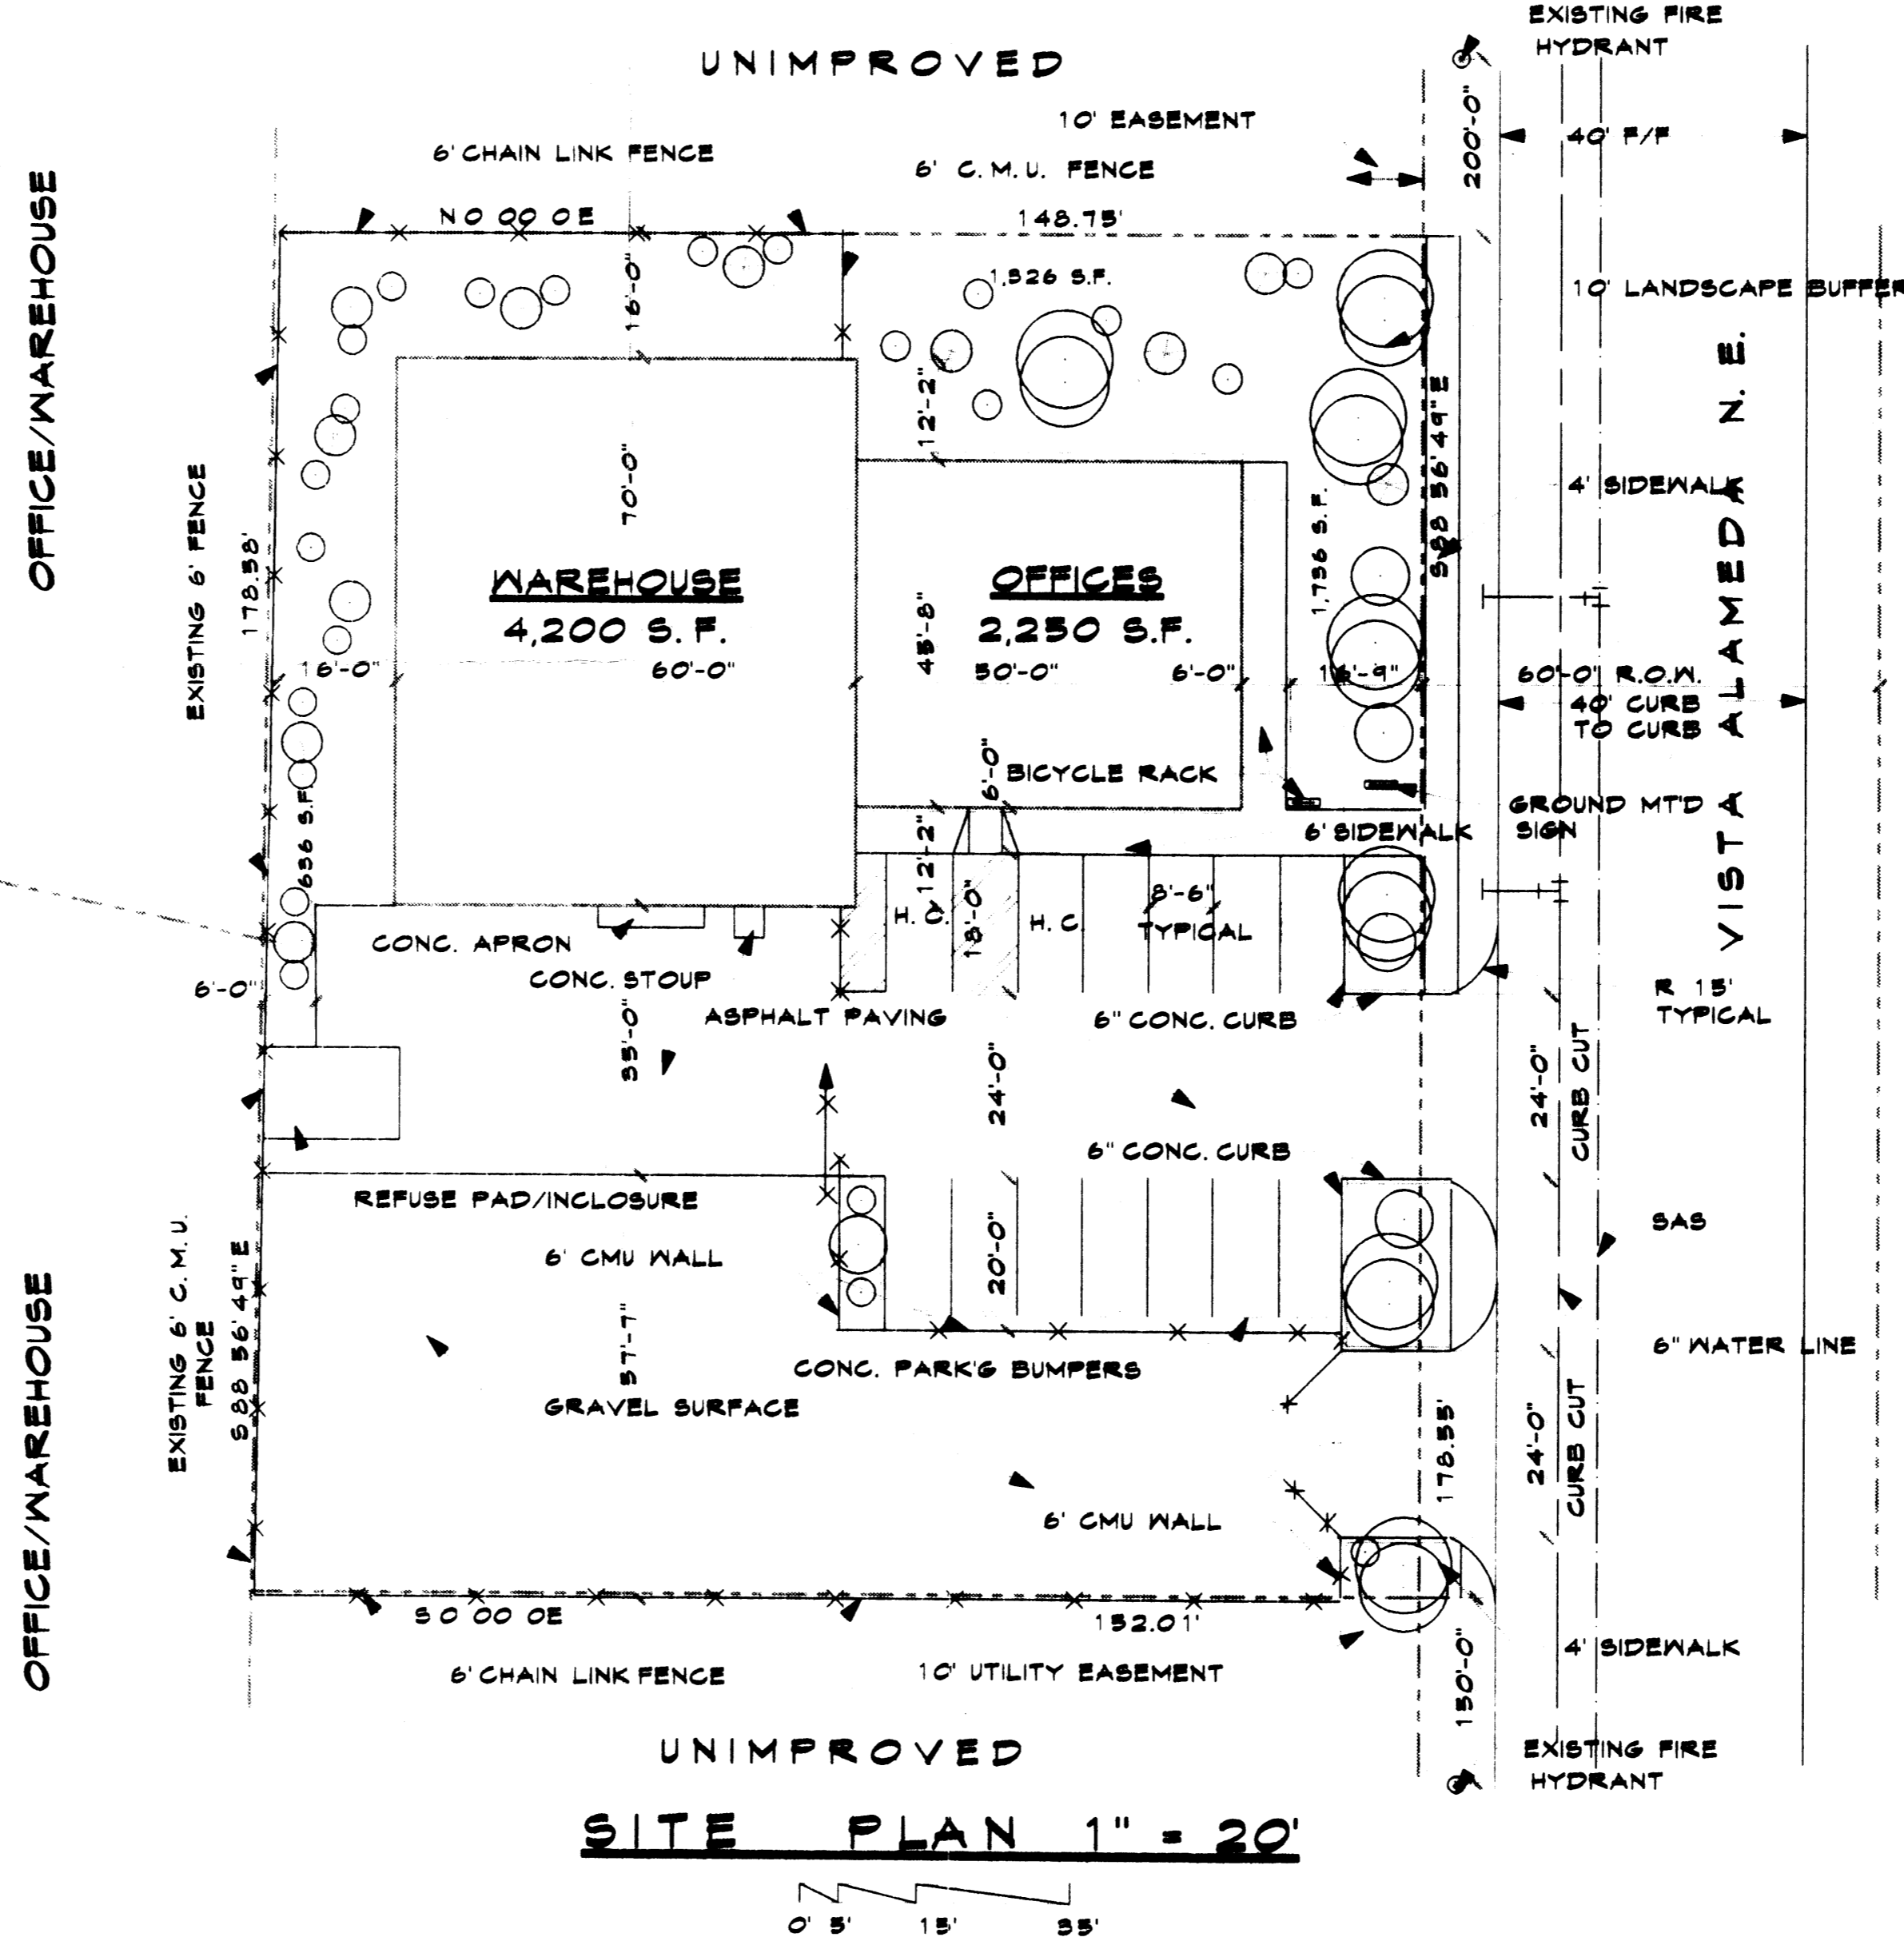 EXISTING FIRE
HYDRANT
UNIMPROVED
200'-0"
10' EASEMENT
40' F/F
6' CHAIN LINK FENCE
6' C.M.U. FENCE
N 0 00 0E
148.75'
OFFICE/WAREHOUSE
16'-0"
1,326 S.F.
10' LANDSCAPE BUFFER
12'-2"
S 88 36' 49" E
VISTA ALAMEDA N.E.
EXISTING 6' FENCE
178.38'
70'-0"
4' SIDEWALK
1,736 S.F.
WAREHOUSE
4,200 S.F.
OFFICES
2,250 S.F.
45'-8"
16'-0"
60'-0"
50'-0"
6'-0"
16'-9"
60'-0" R.O.W.
40' CURB
TO CURB
6'-0"
BICYCLE RACK
636 S.F.
GROUND MT'D
SIGN
6' SIDEWALK
12'-2"
H.C.
18'-0"
H.C.
8'-6"
TYPICAL
CONC. APRON
CONC. STOUP
6'-0"
R 15'
TYPICAL
ASPHALT PAVING
6" CONC. CURB
35'-0"
24'-0"
24'-0"
CURB CUT
6" CONC. CURB
REFUSE PAD/INCLOSURE
SAS
6' CMU WALL
20'-0"
EXISTING 6' C.M.U.
FENCE
S 88 36' 49" E
OFFICE/WAREHOUSE
37'-7"
6" WATER LINE
CONC. PARK'G BUMPERS
GRAVEL SURFACE
178.55'
24'-0"
CURB CUT
6' CMU WALL
S 0 00 0E
152.01'
4' SIDEWALK
6' CHAIN LINK FENCE
10' UTILITY EASEMENT
150'-0"
UNIMPROVED
EXISTING FIRE
HYDRANT
SITE PLAN 1" = 20'
0' 5' 15' 35'